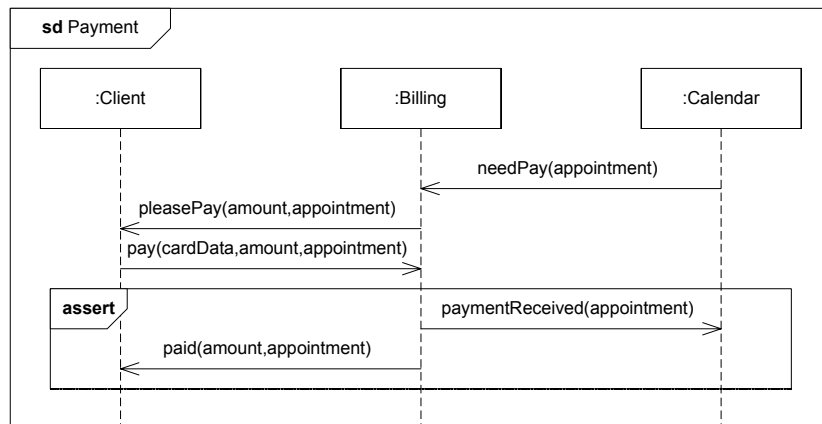 sd Payment
:Client
:Billing
:Calendar
needPay(appointment)
pleasePay(amount,appointment)
pay(cardData,amount,appointment)
assert
paymentReceived(appointment)
paid(amount,appointment)